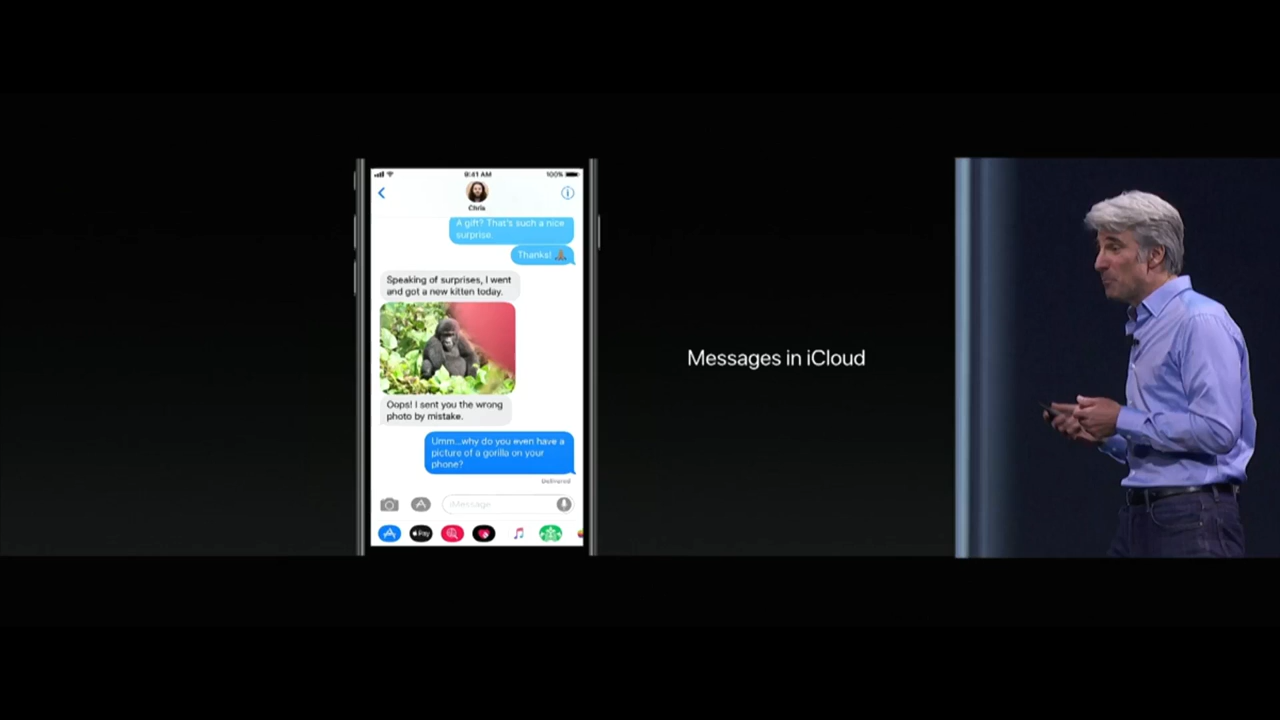 9:41 AM
100%
Chris
A gift? That's such a nice
surprise.
Thanks!
Speaking of surprises, I went
and got a new kitten today.
Oops! I sent you the wrong
photo by mistake.
Umm...why do you even have a
picture of a gorilla on your
phone?
Delivered
iMessage
Pay
Messages in iCloud